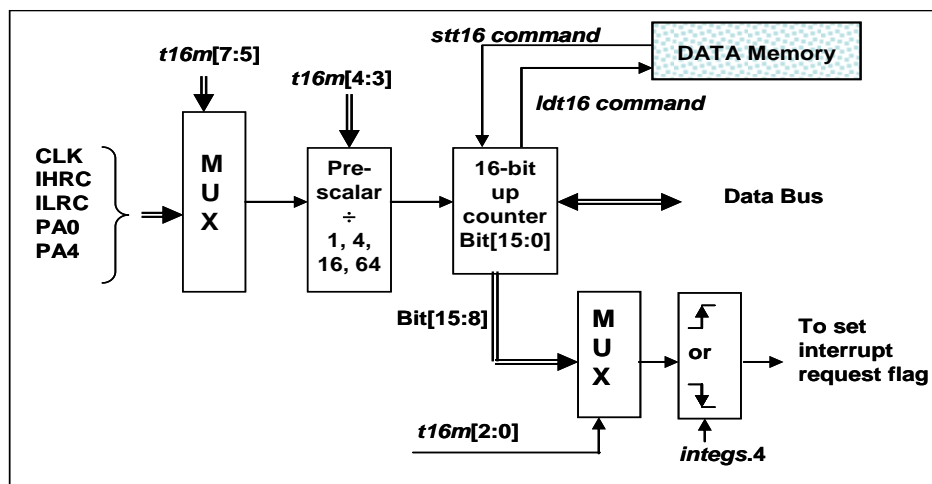 stt16 command
DATA Memory
t16m[7:5]
t16m[4:3]
ldt16 command
CLK
IHRC
ILRC
PA0
PA4
M
U
X
Pre-
scalar
÷
1, 4,
16, 64
16-bit
up
counter
Bit[15:0]
Data Bus
Bit[15:8]
M
U
X
or
To set
interrupt
request flag
t16m[2:0]
integs.4